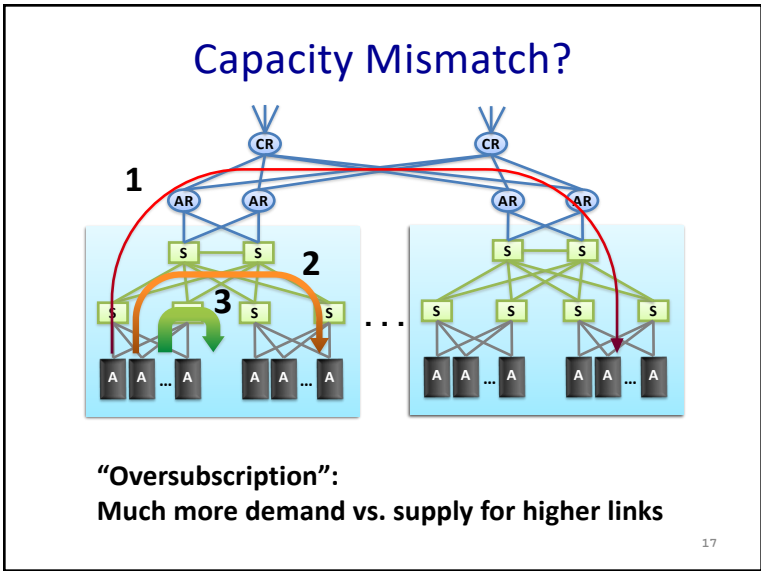 Capacity Mismatch?
CR CR
1
AR AR AR AR
S S S S
2
3
S S S S S S S S
. . .
A A ... A A A ... A A A ... A A A ... A
“Oversubscription”:
Much more demand vs. supply for higher links
17